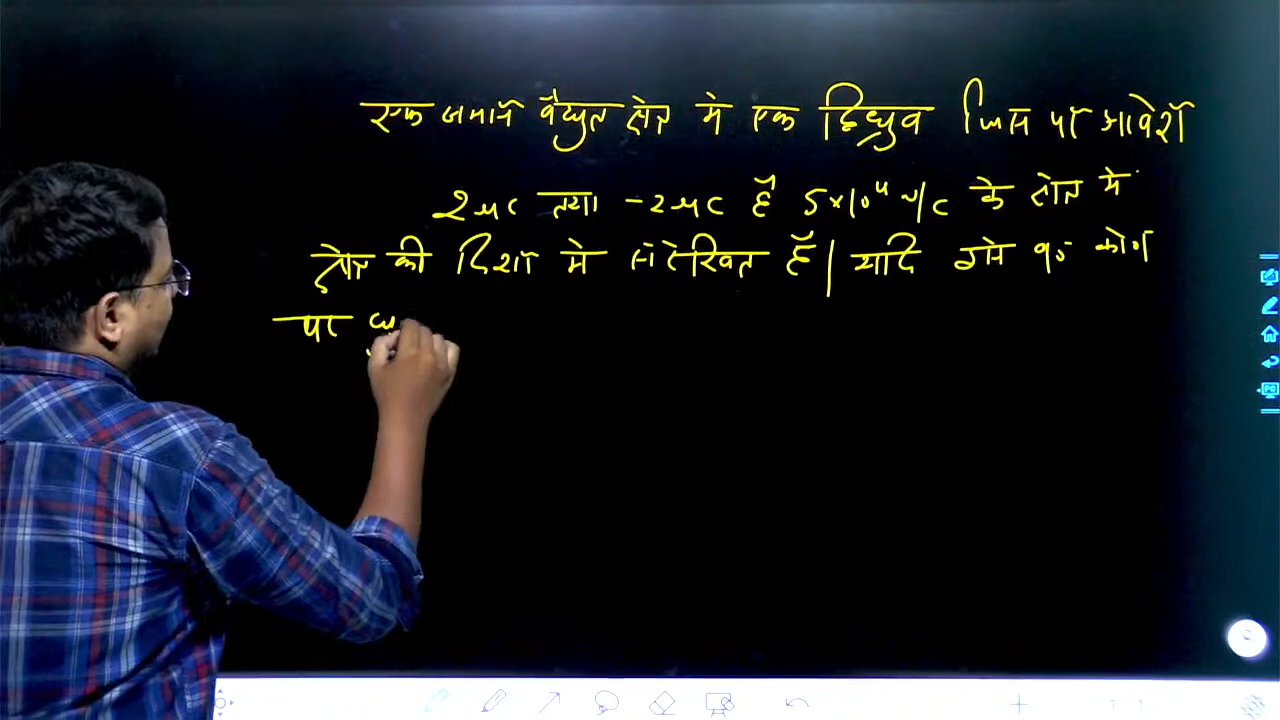 एक समान वैद्युत क्षेत्र में एक द्विध्रुव जिस पर आवेश
2μC तथा -2μC है 5×10⁴ N/C के क्षेत्र में
क्षेत्र की दिशा में संरेखित है | यदि इसे 90° कोण
पर घु